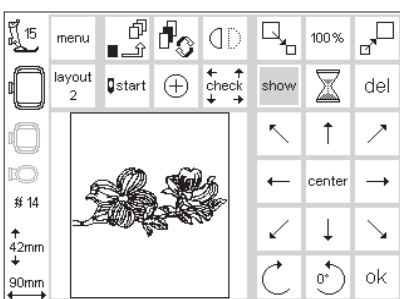 15 menu 100%
layout 2 start check show del
center
# 14
42mm
90mm 0° ok